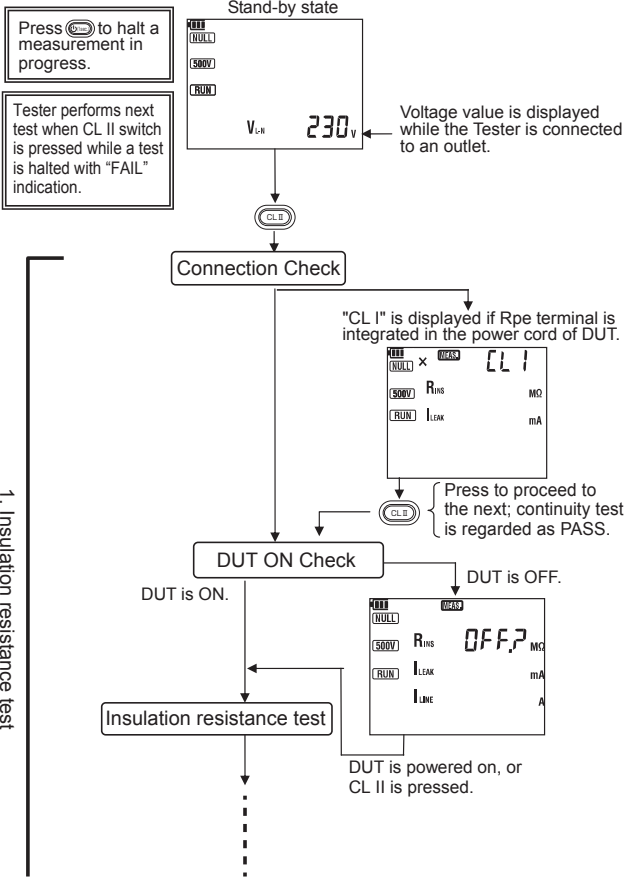 Stand-by state
Press to halt a
measurement in
progress.
Tester performs next
test when CL II switch
is pressed while a test
is halted with “FAIL”
indication.
NULL
500V
RUN
VL-N 230 V
Voltage value is displayed
while the Tester is connected
to an outlet.
CL II
Connection Check
"CL I" is displayed if Rpe terminal is
integrated in the power cord of DUT.
MEAS.
NULL × CL I
500V RINS MΩ
RUN ILEAK mA
CL II
Press to proceed to
the next; continuity test
is regarded as PASS.
DUT ON Check
DUT is ON.
DUT is OFF.
MEAS.
NULL
500V RINS OFF.? MΩ
RUN ILEAK mA
ILINE A
Insulation resistance test
DUT is powered on, or
CL II is pressed.
1. Insulation resistance test